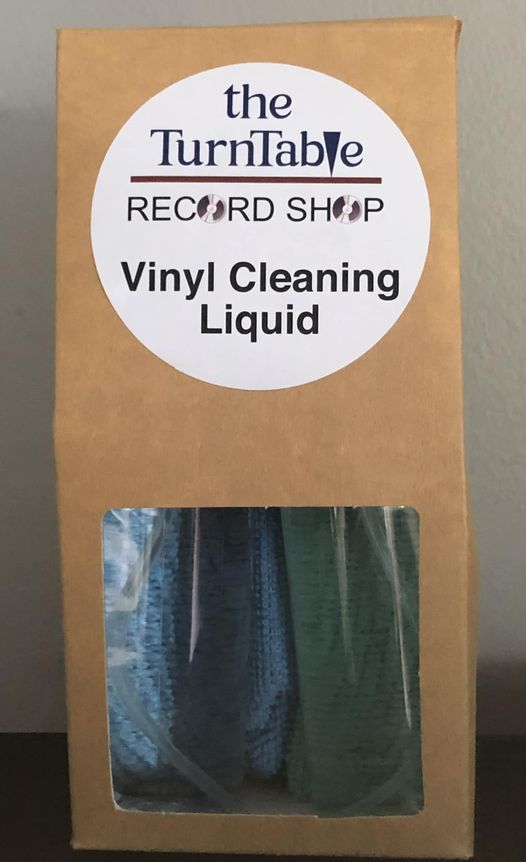 the
TurnTable
RECORD SHOP
Vinyl Cleaning
Liquid